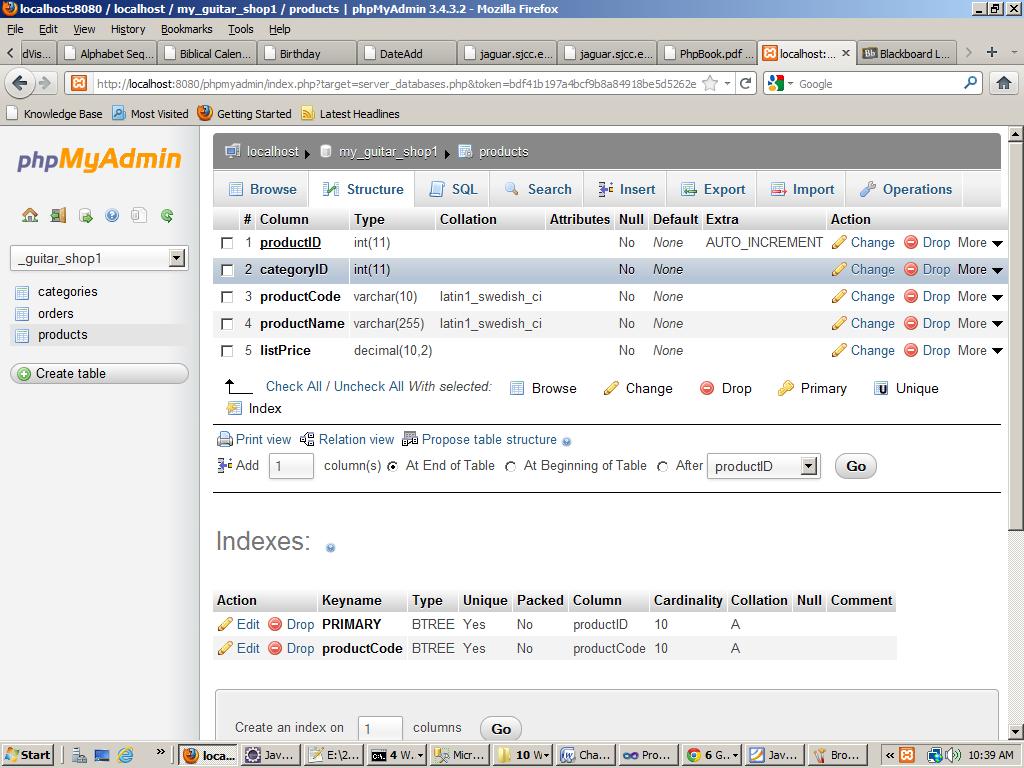 localhost:8080 / localhost / my_guitar_shop1 / products | phpMyAdmin 3.4.3.2 - Mozilla Firefox
File Edit View History Bookmarks Tools Help
dVis... Alphabet Seq... Biblical Calen... Birthday DateAdd jaguar.sjcc.e... jaguar.sjcc.e... PhpBook.pdf ... localhost:... Bb Blackboard L...
http://localhost:8080/phpmyadmin/index.php?target=server_databases.php&token=bdf41b197a4bcf9b8a84918be5d5262e Google
Knowledge Base Most Visited Getting Started Latest Headlines
phpMyAdmin
_guitar_shop1
categories
orders
products
Create table
localhost my_guitar_shop1 products
Browse Structure SQL Search Insert Export Import Operations
# Column Type Collation Attributes Null Default Extra Action
1 productID int(11) No None AUTO_INCREMENT Change Drop More
2 categoryID int(11) No None Change Drop More
3 productCode varchar(10) latin1_swedish_ci No None Change Drop More
4 productName varchar(255) latin1_swedish_ci No None Change Drop More
5 listPrice decimal(10,2) No None Change Drop More
Check All / Uncheck All With selected: Browse Change Drop Primary U Unique
Index
Print view Relation view Propose table structure
Add 1 column(s) At End of Table At Beginning of Table After productID Go
Indexes:
Action Keyname Type Unique Packed Column Cardinality Collation Null Comment
Edit Drop PRIMARY BTREE Yes No productID 10 A
Edit Drop productCode BTREE Yes No productCode 10 A
Create an index on 1 columns Go
Start » loca... Jav... E:\2... 4 W. Micr... 10 W Cha... Pro... 6 G. Jav... Bro... « 10:39 AM